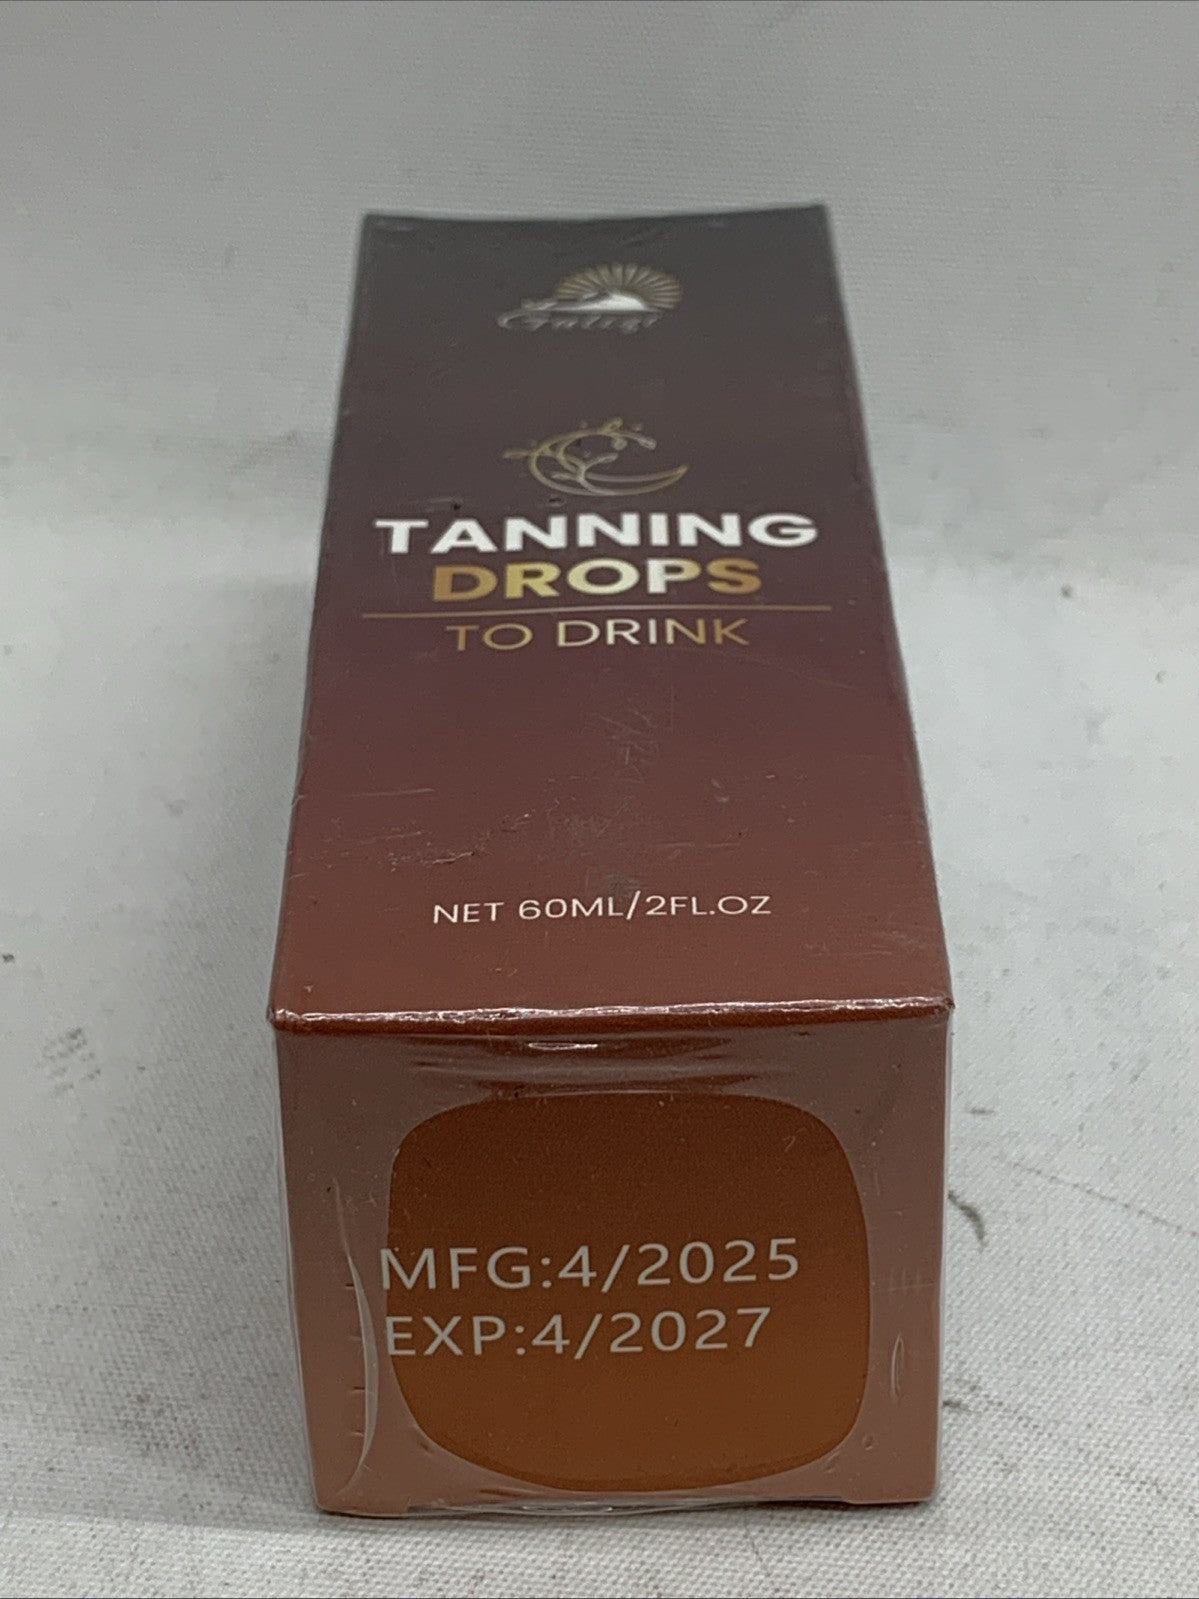 TANNING
DROPS
TO DRINK
NET 60ML/2FL.OZ
MFG:4/2025
EXP:4/2027